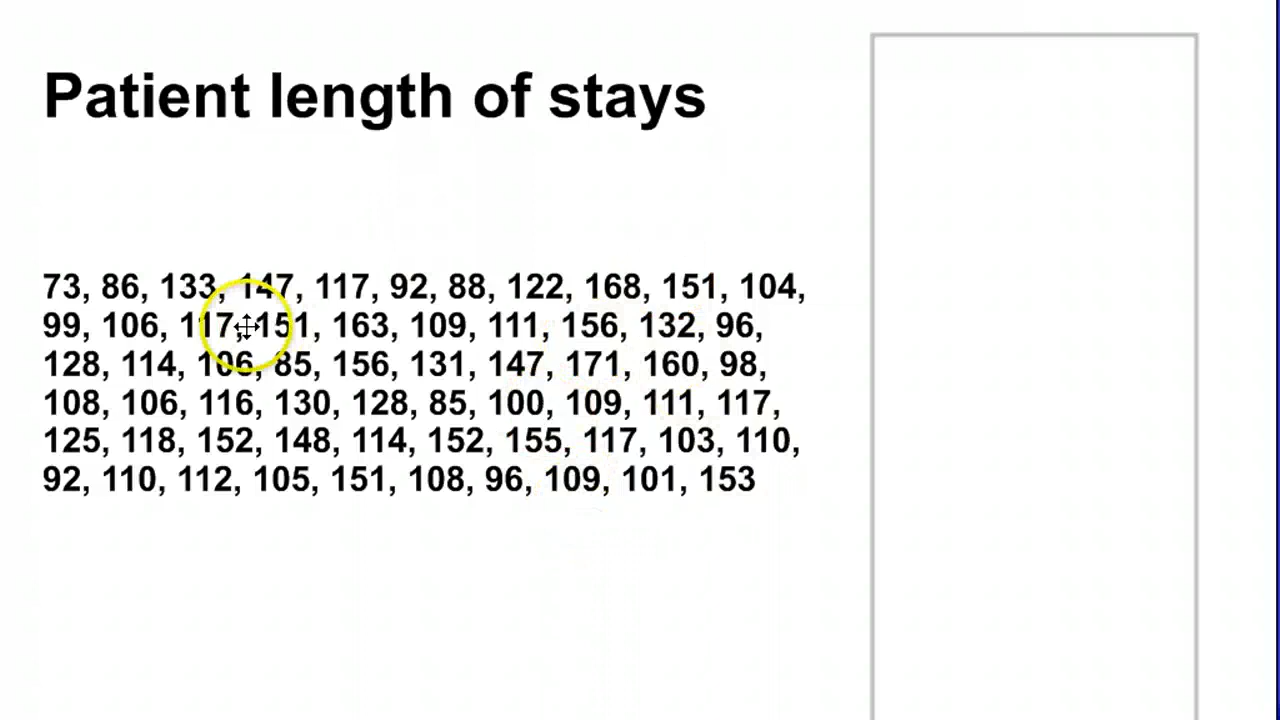 Patient length of stays
73, 86, 133, 147, 117, 92, 88, 122, 168, 151, 104,
99, 106, 117, 151, 163, 109, 111, 156, 132, 96,
128, 114, 106, 85, 156, 131, 147, 171, 160, 98,
108, 106, 116, 130, 128, 85, 100, 109, 111, 117,
125, 118, 152, 148, 114, 152, 155, 117, 103, 110,
92, 110, 112, 105, 151, 108, 96, 109, 101, 153